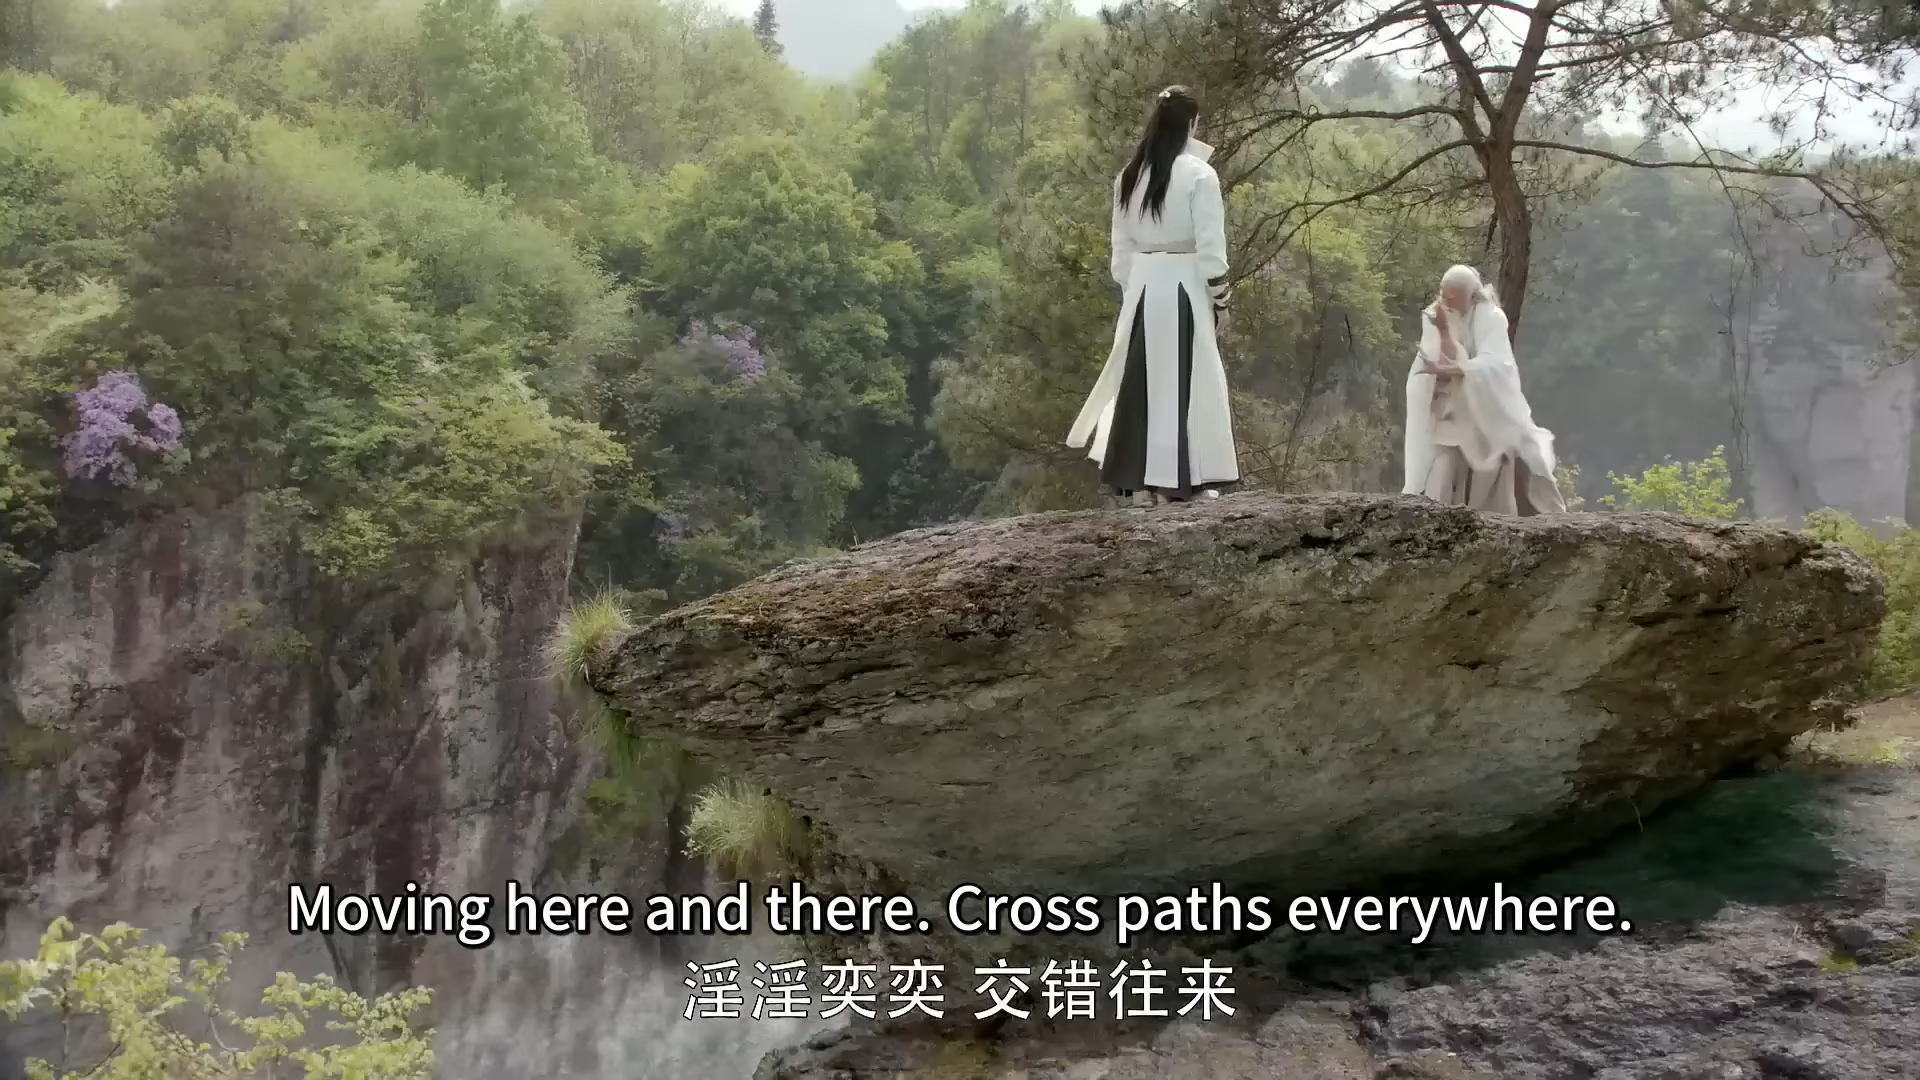 Moving here and there. Cross paths everywhere.
淫淫奕奕 交错往来